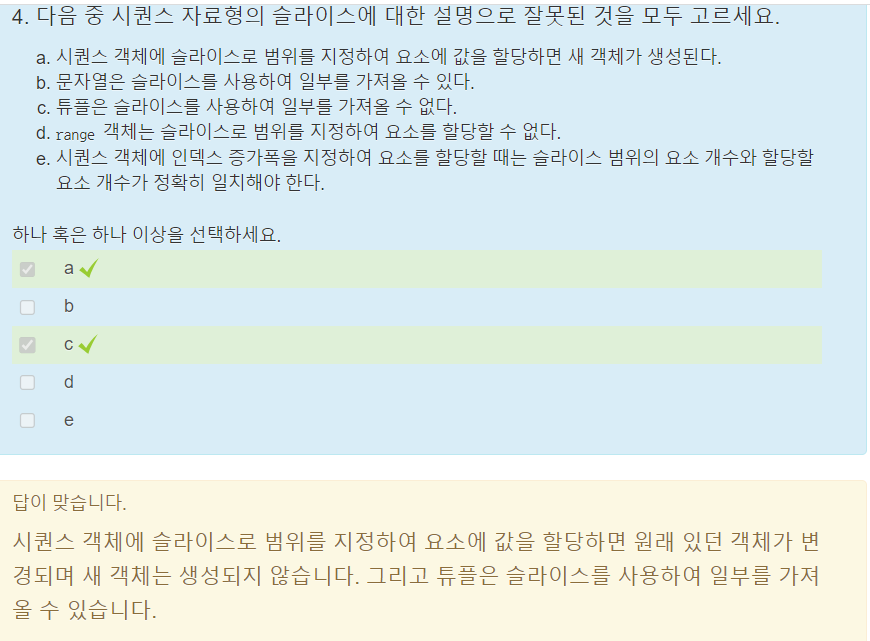 4. 다음 중 시퀀스 자료형의 슬라이스에 대한 설명으로 잘못된 것을 모두 고르세요.
a. 시퀀스 객체에 슬라이스로 범위를 지정하여 요소에 값을 할당하면 새 객체가 생성된다.
b. 문자열은 슬라이스를 사용하여 일부를 가져올 수 있다.
c. 튜플은 슬라이스를 사용하여 일부를 가져올 수 없다.
d. range 객체는 슬라이스로 범위를 지정하여 요소를 할당할 수 없다.
e. 시퀀스 객체에 인덱스 증가폭을 지정하여 요소를 할당할 때는 슬라이스 범위의 요소 개수와 할당할
요소 개수가 정확히 일치해야 한다.
하나 혹은 하나 이상을 선택하세요.
a
b
c
d
e
답이 맞습니다.
시퀀스 객체에 슬라이스로 범위를 지정하여 요소에 값을 할당하면 원래 있던 객체가 변
경되며 새 객체는 생성되지 않습니다. 그리고 튜플은 슬라이스를 사용하여 일부를 가져
올 수 있습니다.